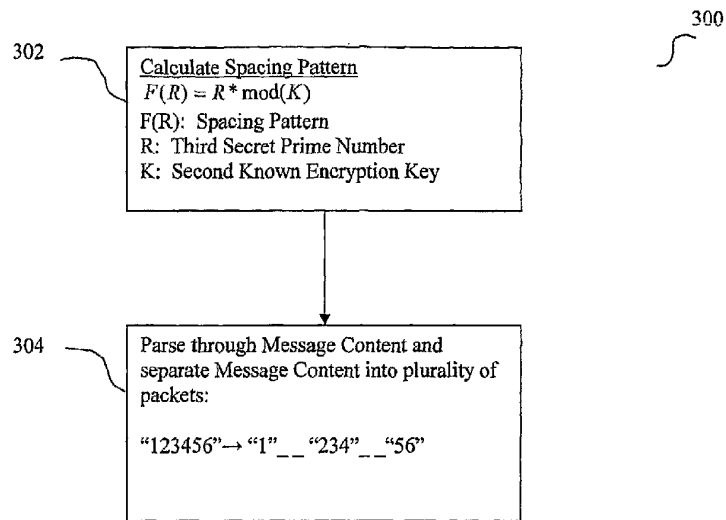 300
302
Calculate Spacing Pattern
F(R) = R* mod(K)
F(R): Spacing Pattern
R: Third Secret Prime Number
K: Second Known Encryption Key
304
Parse through Message Content and
separate Message Content into plurality of
packets:
“123456”→ “1”_ _ “234”_ _“56”